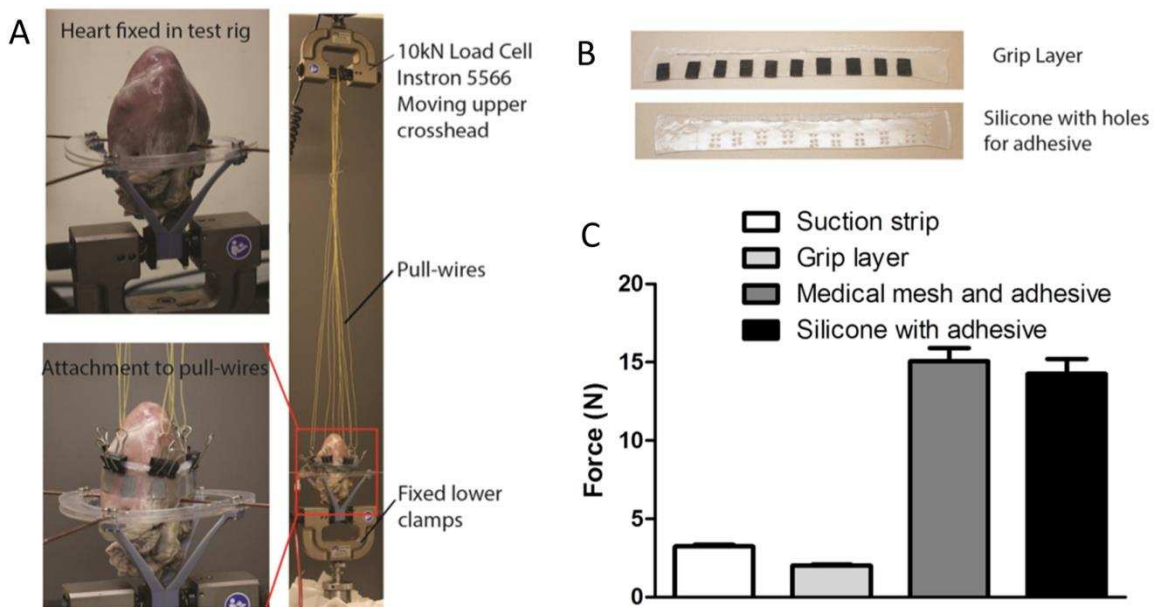 A
Heart fixed in test rig
10kN Load Cell
Instron 5566
Moving upper
crosshead
Pull-wires
Attachment to pull-wires
Fixed lower
clamps
B
Grip Layer
Silicone with holes
for adhesive
C
Suction strip
Grip layer
Medical mesh and adhesive
Silicone with adhesive
Force (N)
20
15
10
5
0